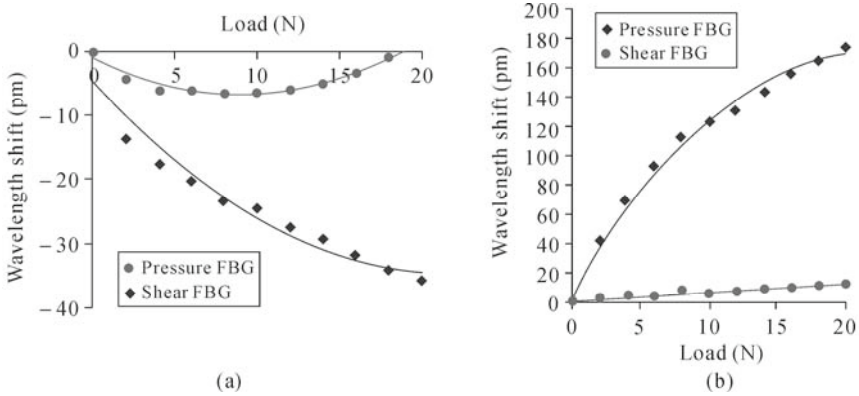 Load (N)
0
0
5
10
15
20
−10
−20
−30
−40
Wavelength shift (pm)
Pressure FBG
Shear FBG
(a)
200
180
160
140
120
100
80
60
40
20
0
Wavelength shift (pm)
Pressure FBG
Shear FBG
0
5
10
15
20
Load (N)
(b)